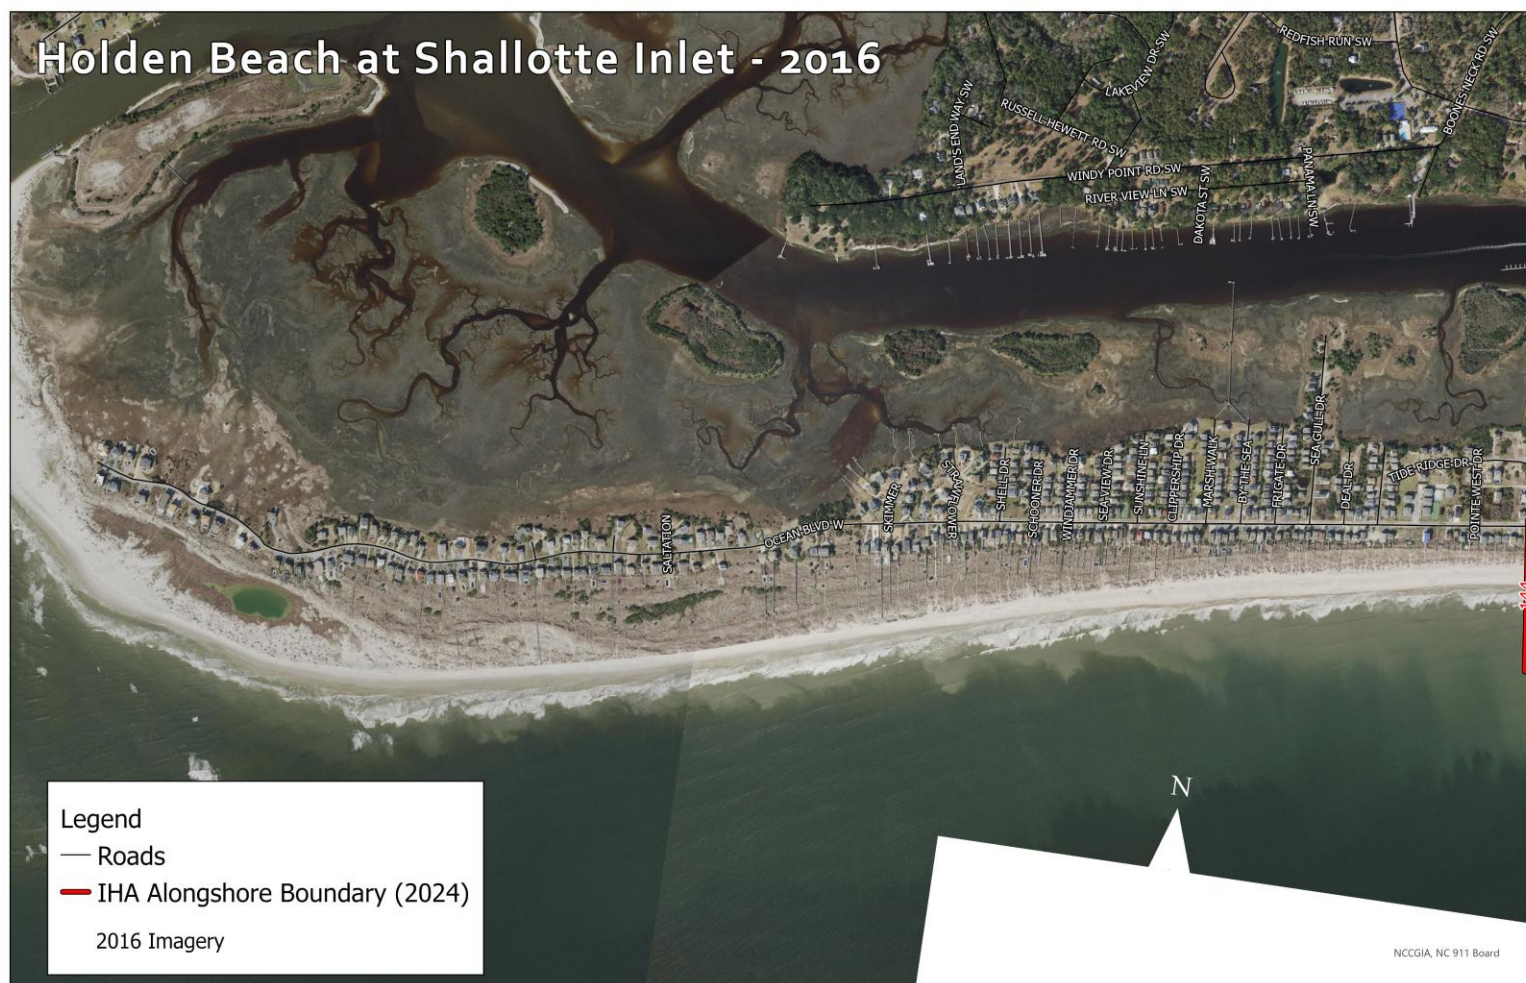 Holden Beach at Shallotte Inlet - 2016
REDFISH RUN SW
BOONES NECK RD SW
LAKEVIEW DR SW
LAND'S END WAY SW
RUSSELL HEWETT RD SW
WINDY POINT RD SW
PANAMA LN SW
RIVER VIEW LN SW
DAKOTA ST SW
SEA GULL DR
TIDE RIDGE DR
DEAL DR
POINTE WEST DR
FRIGATE DR
BY THE SEA
MARSH WALK
CLIPPERSHIP DR
SUNSHINE LN
SEAVIEW DR
WINDJAMMER DR
SCHOONER DR
SHELL DR
STARFLOWER
SKIMMER
OCEAN BLVD W
SALTATION
144
Legend
Roads
IHA Alongshore Boundary (2024)
2016 Imagery
N
NCCGIA, NC 911 Board